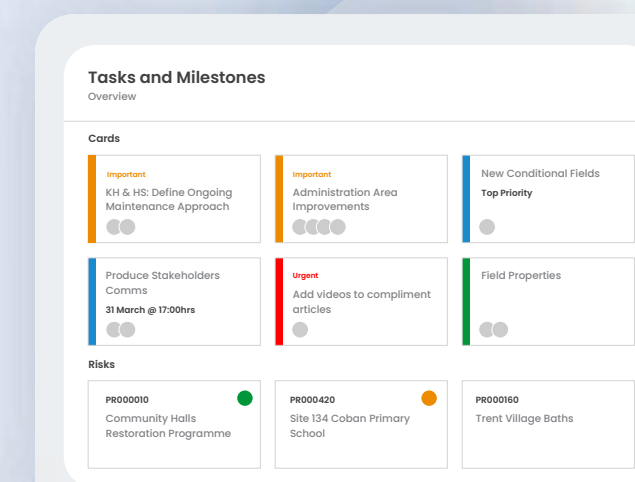 Tasks and Milestones
Overview
Cards
Important
KH & HS: Define Ongoing
Maintenance Approach
Important
Administration Area
Improvements
New Conditional Fields
Top Priority
Produce Stakeholders
Comms
31 March @ 17:00hrs
Urgent
Add videos to compliment
articles
Field Properties
Risks
PR000010
Community Halls
Restoration Programme
PR000420
Site 134 Coban Primary
School
PR000160
Trent Village Baths